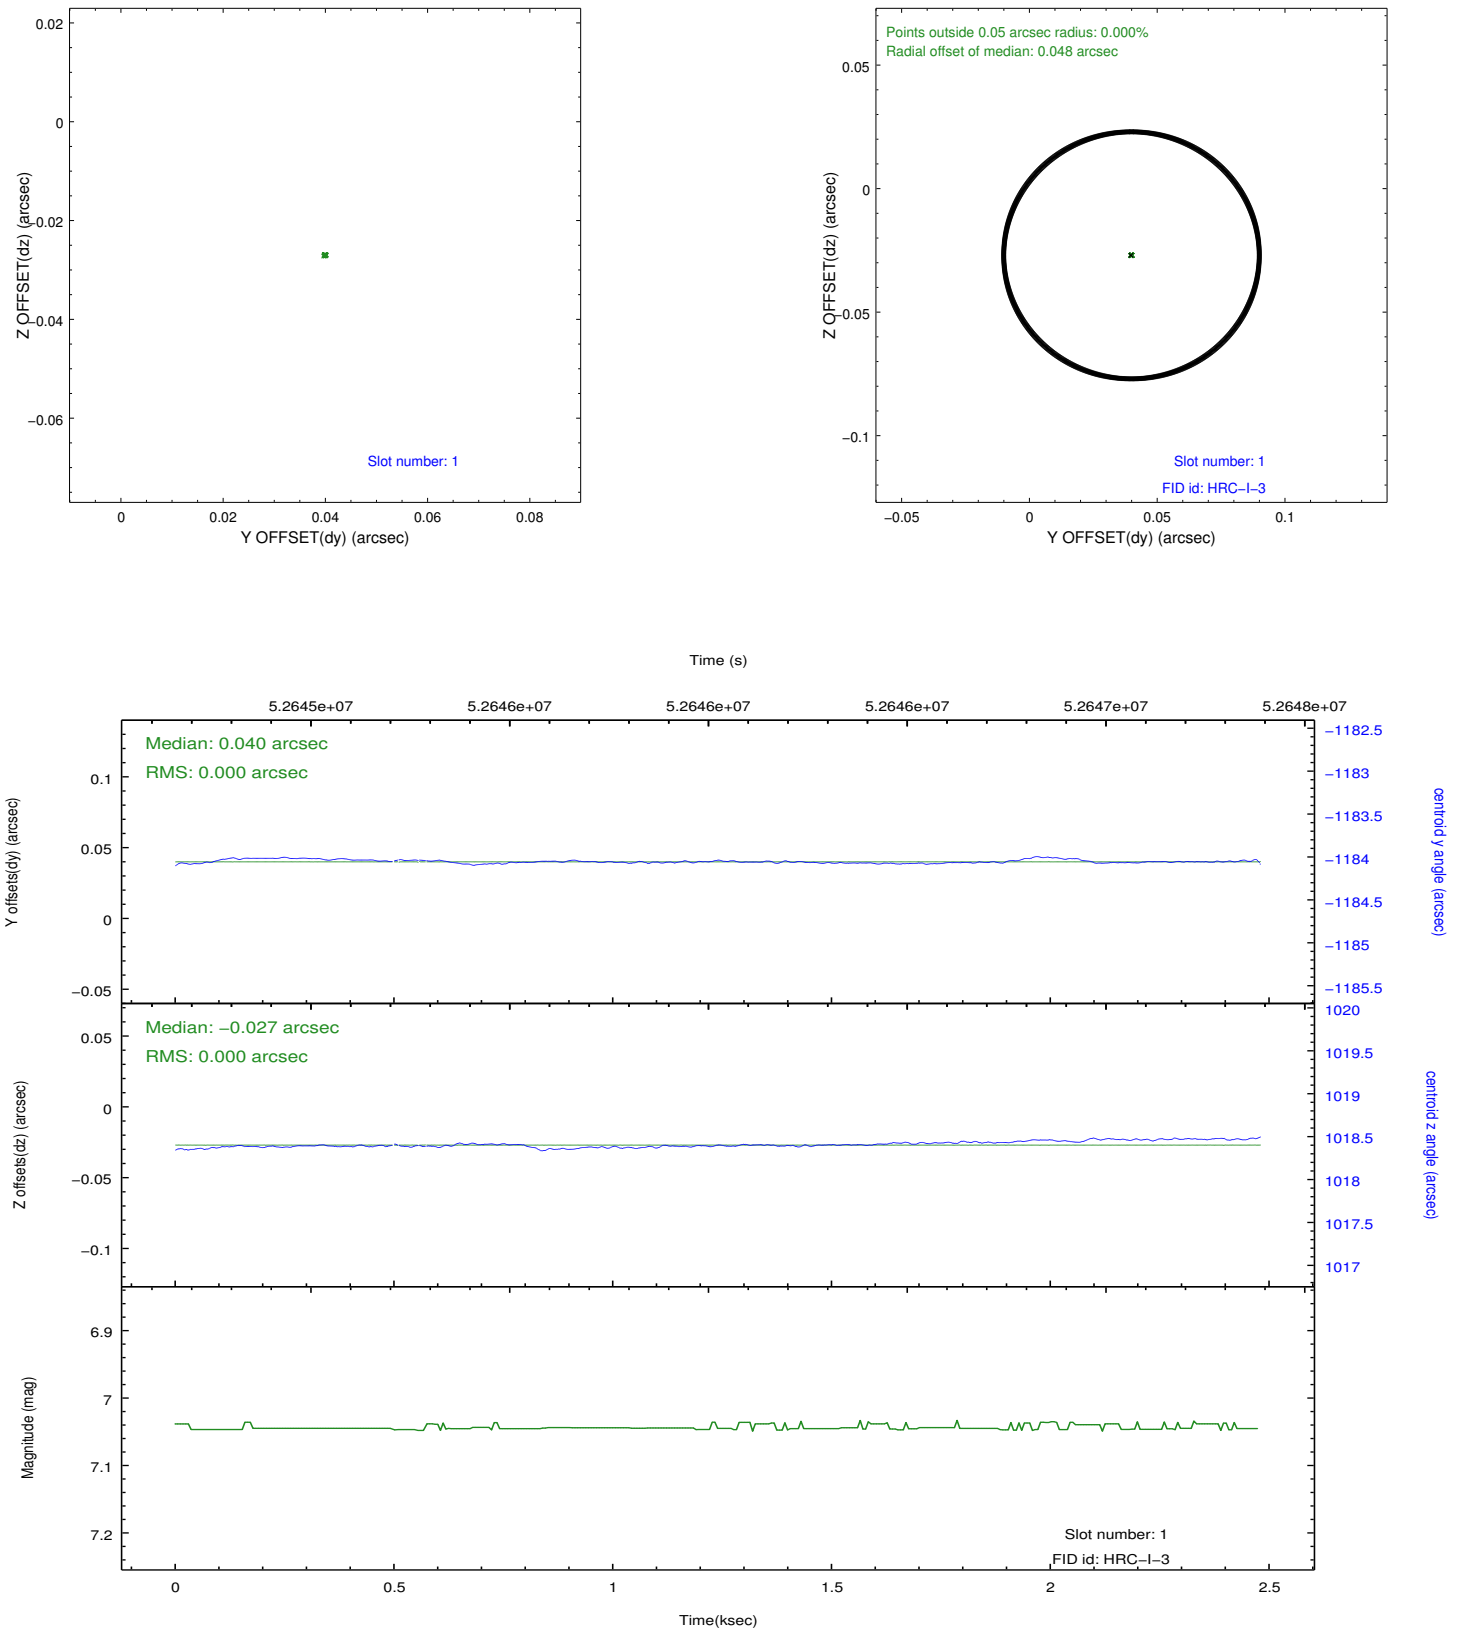 0.02
0
−0.02
−0.04
−0.06
Z OFFSET(dz) (arcsec)
Slot number: 1
0 0.02 0.04 0.06 0.08
Y OFFSET(dy) (arcsec)
Points outside 0.05 arcsec radius: 0.000%
Radial offset of median: 0.048 arcsec
0.05
0
−0.05
−0.1
Z OFFSET(dz) (arcsec)
Slot number: 1
FID id: HRC−I−3
−0.05 0 0.05 0.1
Y OFFSET(dy) (arcsec)
Time (s)
5.2645e+07 5.2646e+07 5.2646e+07 5.2646e+07 5.2647e+07 5.2648e+07
Median: 0.040 arcsec
RMS: 0.000 arcsec
0.1
0.05
0
−0.05
Y offsets(dy) (arcsec)
−1182.5
−1183
−1183.5
−1184
−1184.5
−1185
−1185.5
centroid y angle (arcsec)
Median: −0.027 arcsec
RMS: 0.000 arcsec
0.05
0
−0.05
−0.1
Z offsets(dz) (arcsec)
1020
1019.5
1019
1018.5
1018
1017.5
1017
centroid z angle (arcsec)
6.9
7
7.1
7.2
Magnitude (mag)
Slot number: 1
FID id: HRC−I−3
0 0.5 1 1.5 2 2.5
Time(ksec)